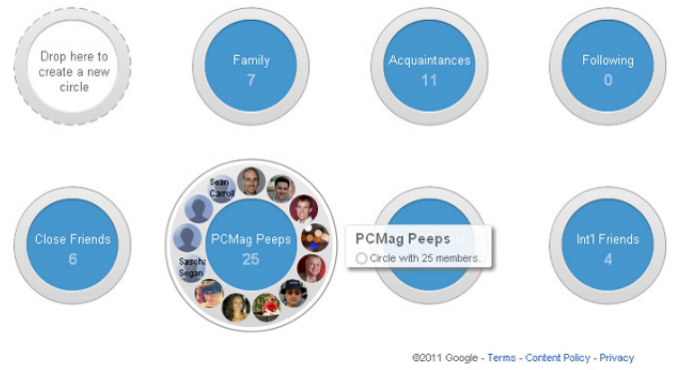 Drop here to
create a new
circle
Family
7
Acquaintances
11
Following
0
Close Friends
6
Sean
Carroll
Sascha
Segan
PCMag Peeps
25
PCMag Peeps
Circle with 25 members.
Int'l Friends
4
©2011 Google - Terms - Content Policy - Privacy